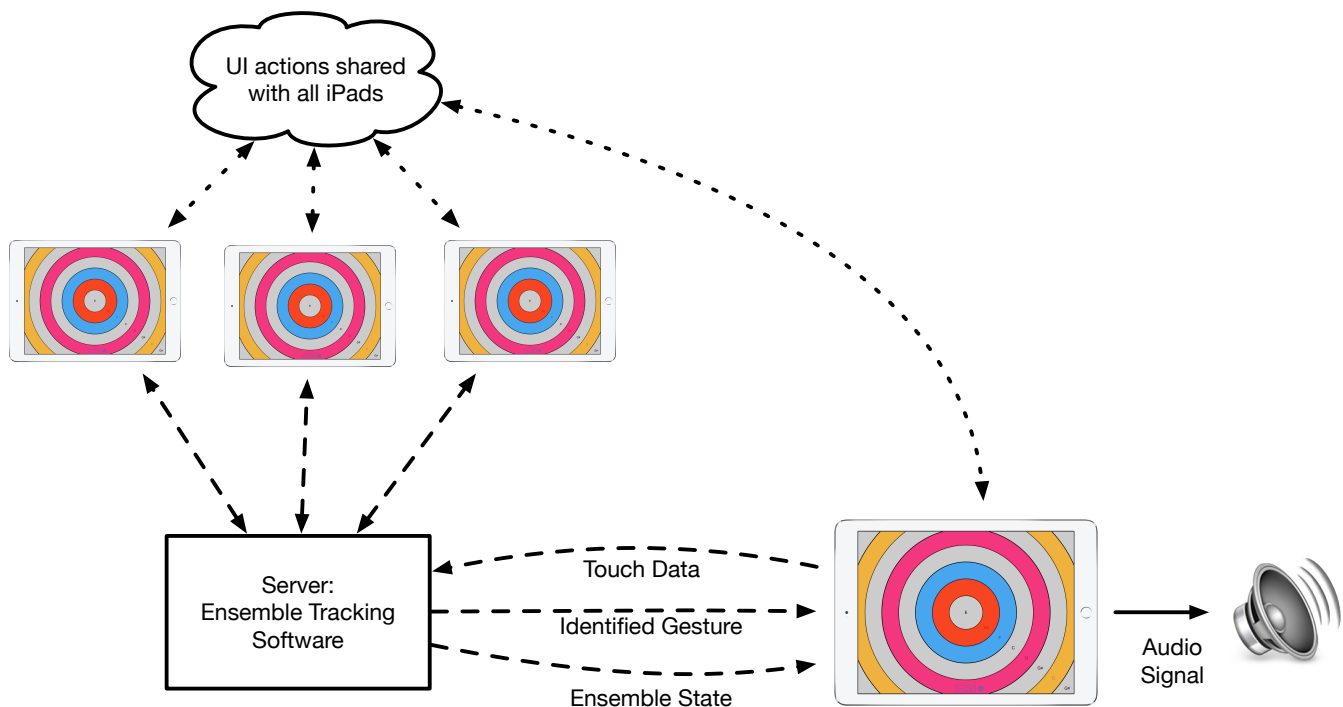 UI actions shared
with all iPads
Server:
Ensemble Tracking
Software
Touch Data
Identified Gesture
Ensemble State
Audio
Signal